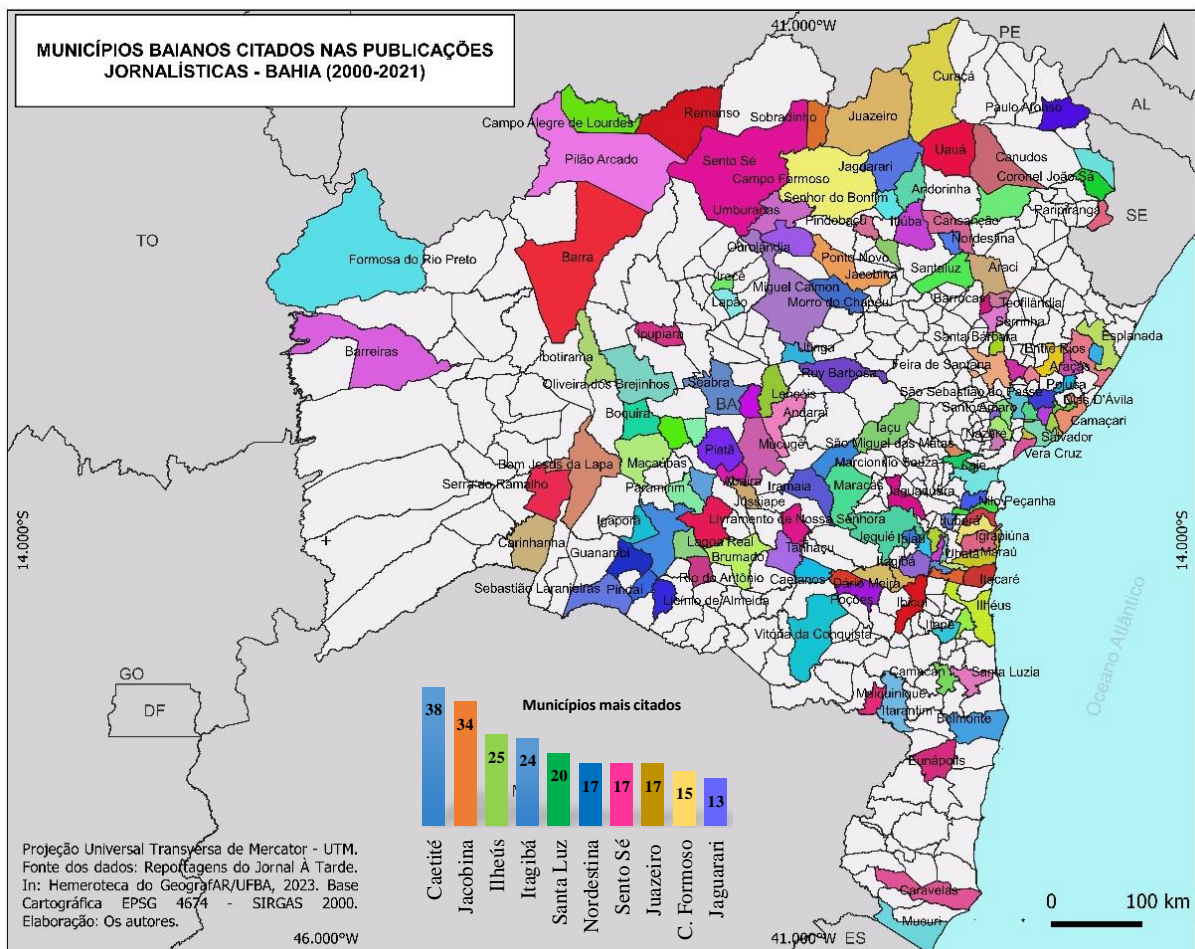 MUNICÍPIOS BAIANOS CITADOS NAS PUBLICAÇÕES
JORNALÍSTICAS - BAHIA (2000-2021)
41.000°W
PE
Curaçá
Paulo Afonso
AL
Campo Alegre de Lourdes
Remanso
Sobradinho
Juazeiro
Pilão Arcado
Sento Sé
Uauá
Canudos
Campo Formoso
Jaguarari
Coronel João Sá
Andorinha
Senhor do Bonfim
Umburanas
Pindobaçu
Itiúba
Cansanção
Paripiranga
SE
TO
Nordestina
Ourolândia
Formosa do Rio Preto
Barra
Ponto Novo
Santaluz
Araci
Irecê
Jacobina
Miguel Calmon
Lapão
Morro do Chapéu
Barrocas
Teofilândia
Serrinha
Ipupiara
Santa Bárbara
Esplanada
Barreiras
Utinga
Entre Rios
Ibotirama
Ruy Barbosa
Feira de Santana
Araçás
Oliveira dos Brejinhos
Seabra
Lençóis
São Sebastião do Passé
Pojuca
BA
Andaraí
Santo Amaro
Dias D'Ávila
Boquira
Iaçu
Camaçari
Mucugê
São Miguel das Matas
Nazaré
Salvador
Piatã
Vera Cruz
Macaúbas
Marcionílio Souza
Laje
Bom Jesus da Lapa
Serra do Ramalho
Abaíra
Iramaia
Maracás
Jaguaquara
Paramirim
Jussiape
Nilo Peçanha
Igaporã
Livramento de Nossa Senhora
Ituberá
14.000°S
Carinhanha
Jequié
Ipiaú
Igrapiúna
14.000°S
Guanambi
Lagoa Real
Tanhaçu
Ubatã
Maraú
Brumado
Itagibá
Sebastião Laranjeiras
Pindaí
Rio do Antônio
Caetanos
Dário Meira
Itacaré
Licínio de Almeida
Poções
Ibicuí
Ilhéus
Itapé
Vitória da Conquista
Oceano Atlântico
GO
Camacan
Santa Luzia
DF
Maiquinique
Itarantim
Belmonte
Eunápolis
Municípios mais citados
38
34
25
24
20
17
17
17
15
13
Caetité
Jacobina
Ilheús
Itagibá
Santa Luz
Nordestina
Sento Sé
Juazeiro
C. Formoso
Jaguarari
Projeção Universal Transversa de Mercator - UTM.
Fonte dos dados: Reportagens do Jornal À Tarde.
In: Hemeroteca do GeografAR/UFBA, 2023. Base
Cartográfica EPSG 4674 - SIRGAS 2000.
Elaboração: Os autores.
Caravelas
0 100 km
Mucuri
46.000°W
41.000°W
ES